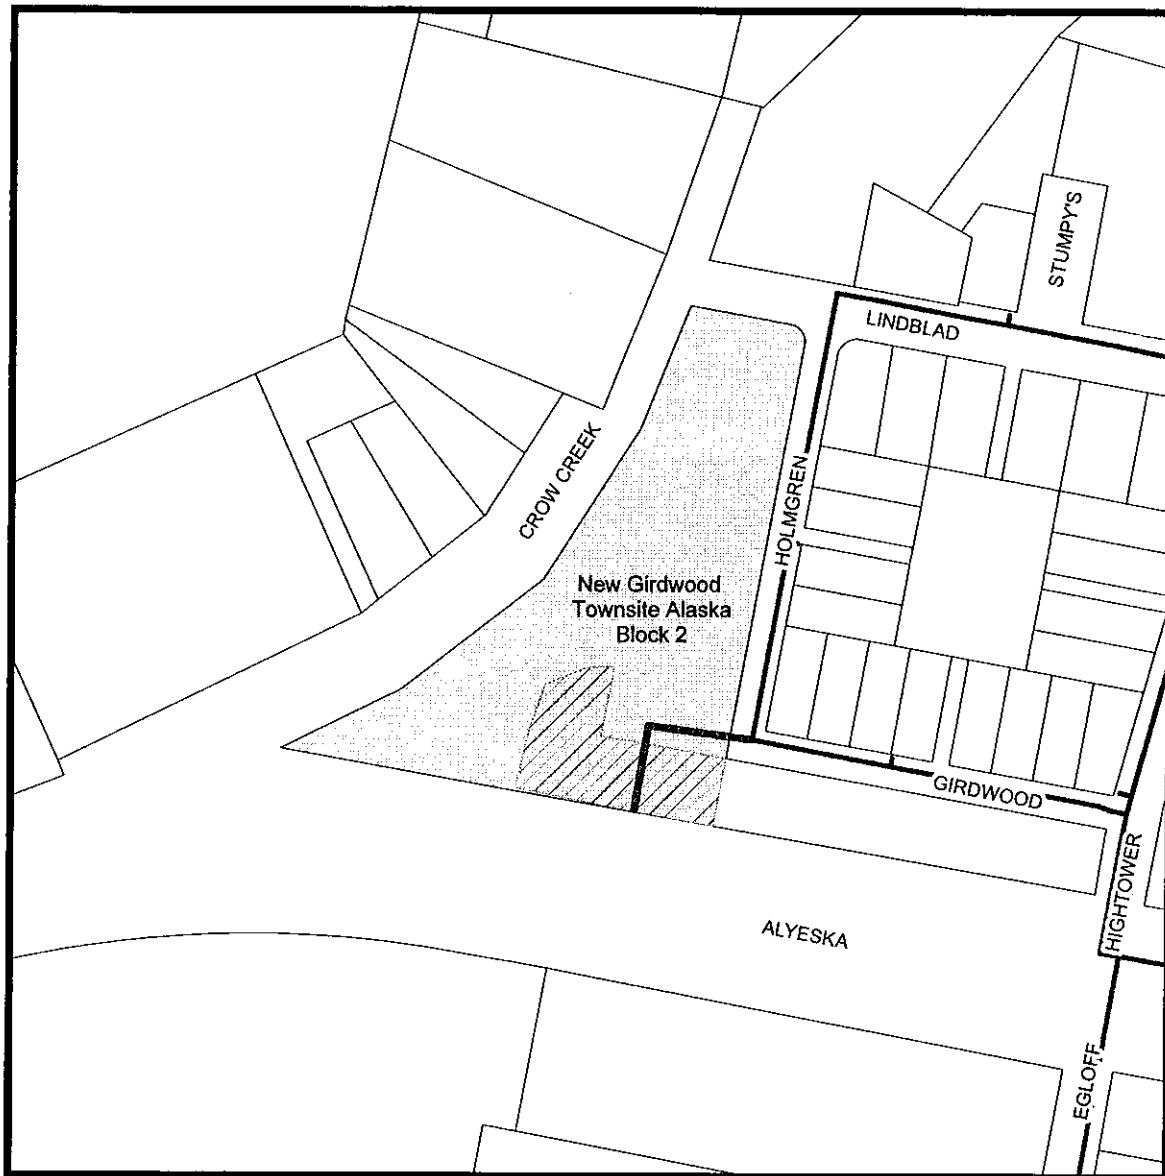 STUMPY'S
LINDBLAD
CROW CREEK
HOLMGREN
New Girdwood
Townsite Alaska
Block 2
GIRDWOOD
HIGHTOWER
ALYESKA
EGLOFF